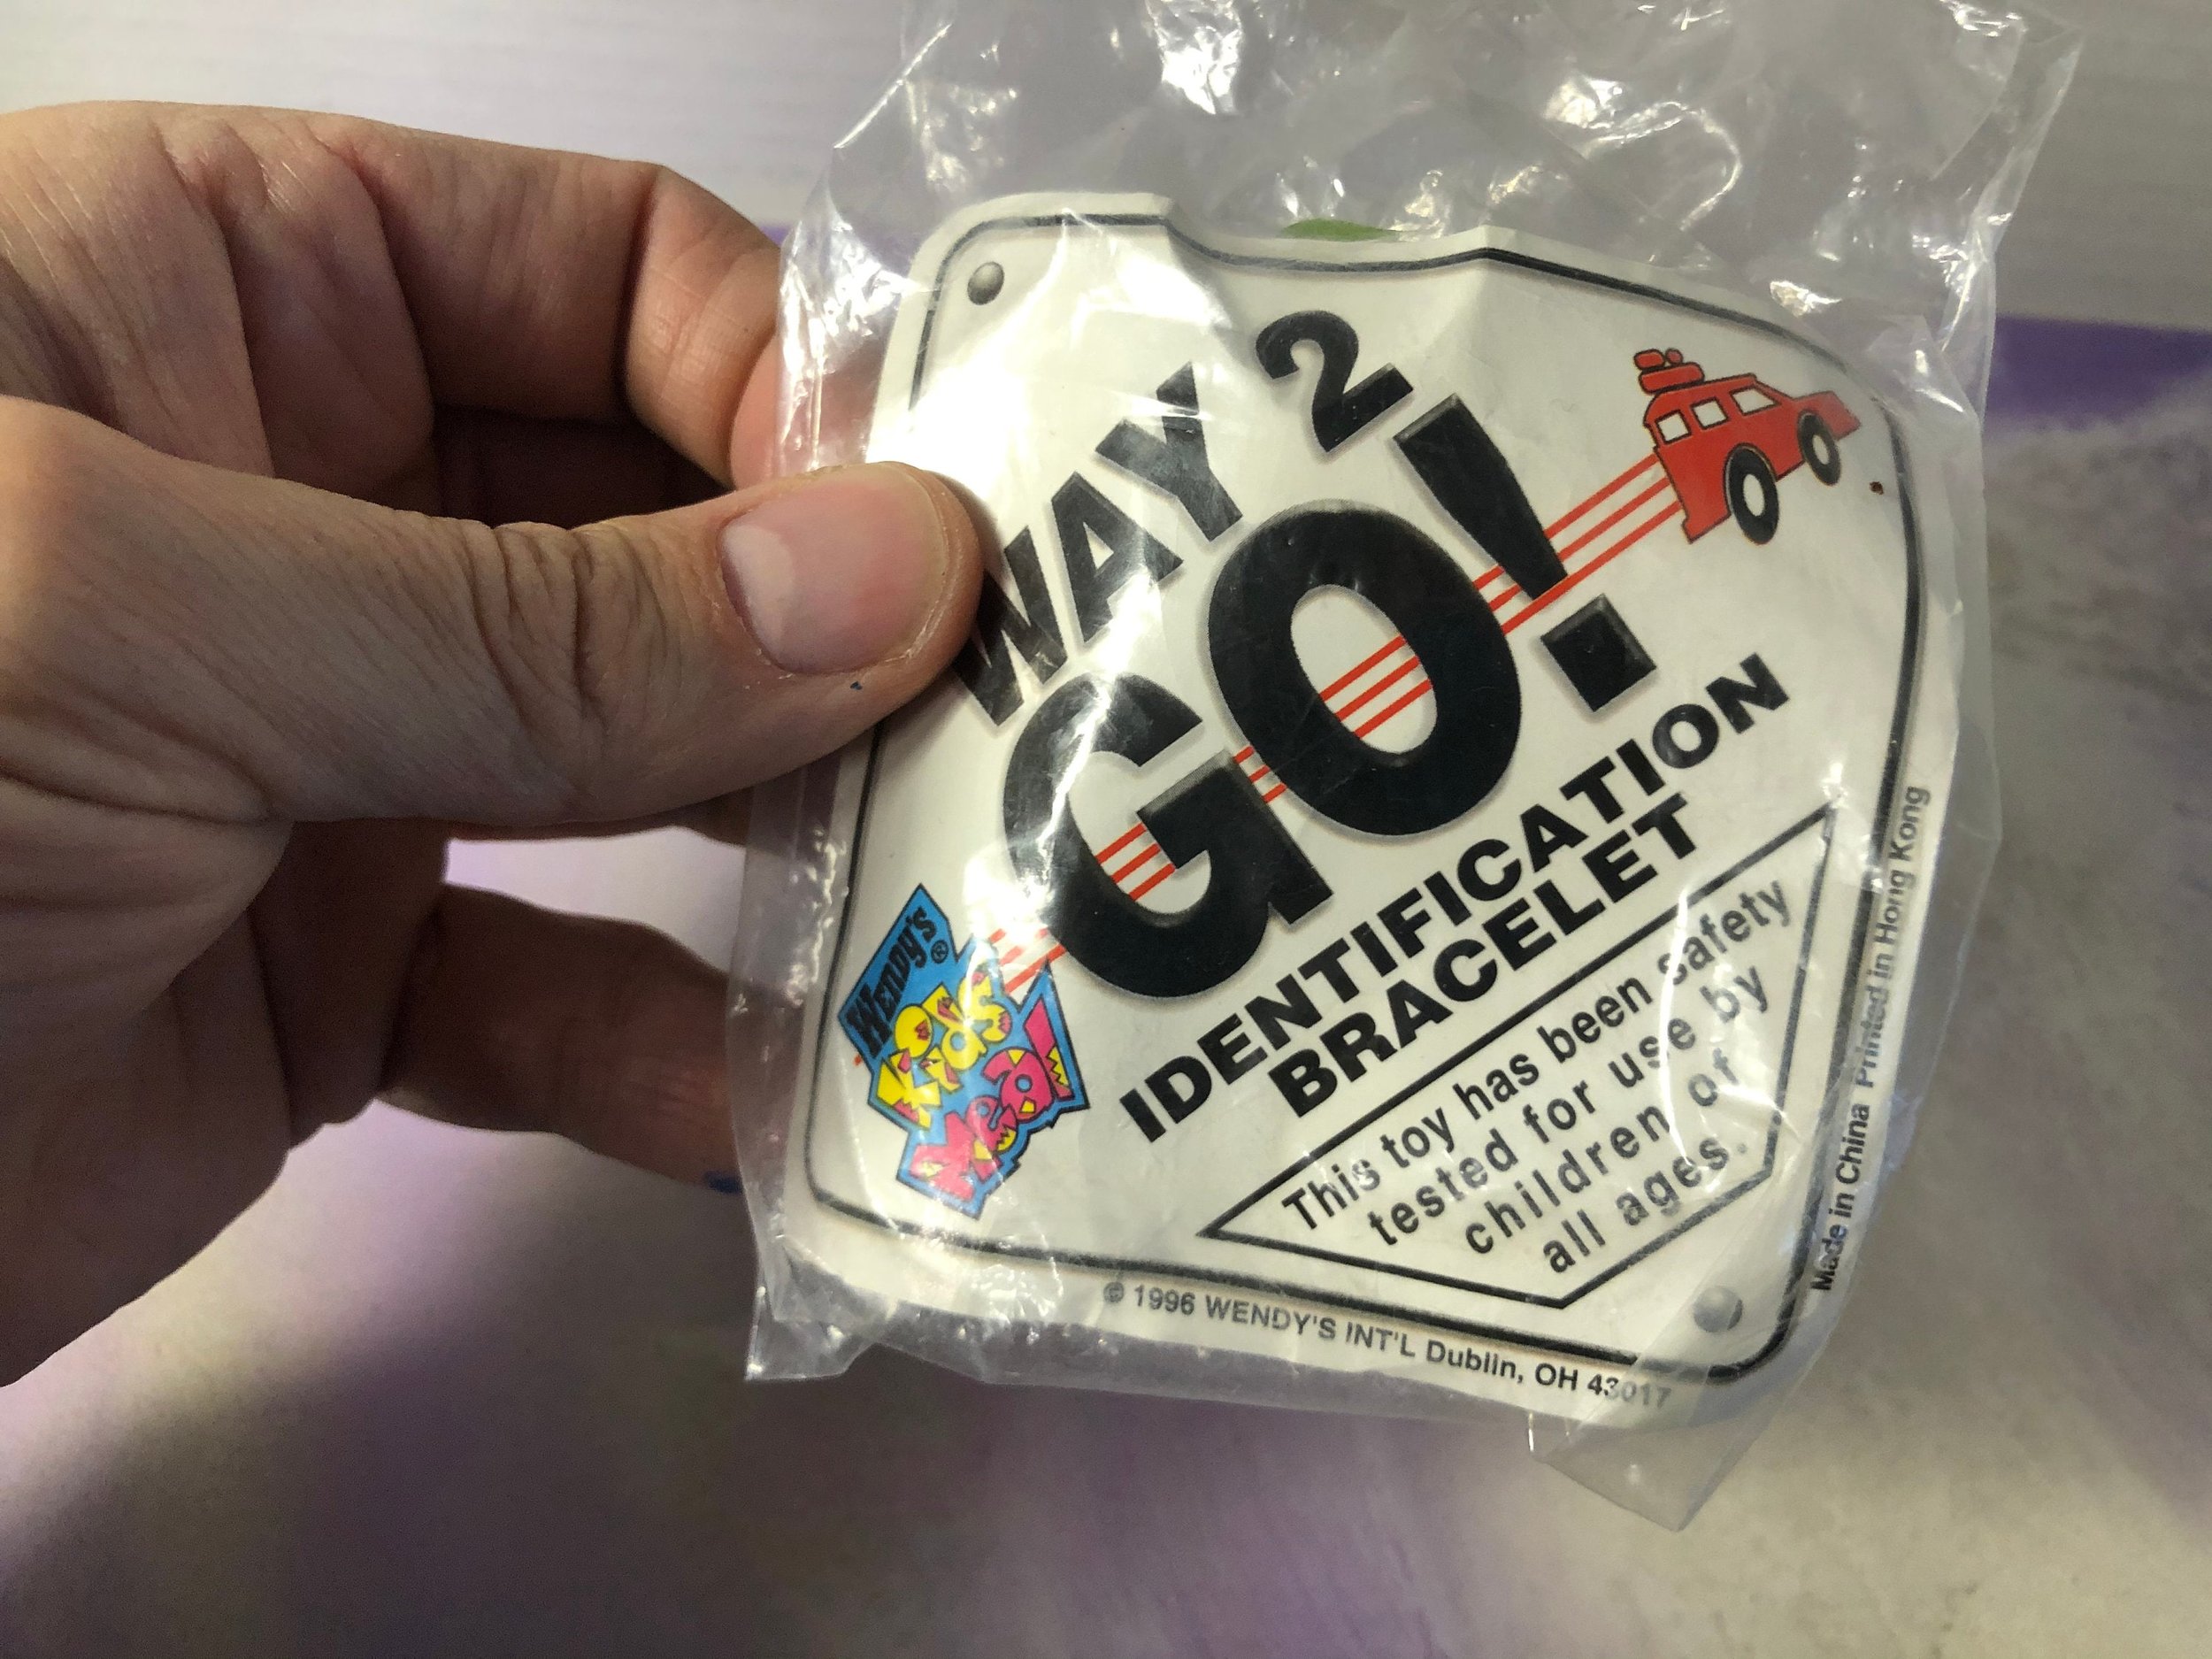 WAY 2
GO!
IDENTIFICATION
BRACELET
Wendy's®
Kids
Meal
This toy has been safety
tested for use by
children of
all ages.
© 1996 WENDY'S INT'L Dublin, OH 43017
Made in China Printed in Hong Kong